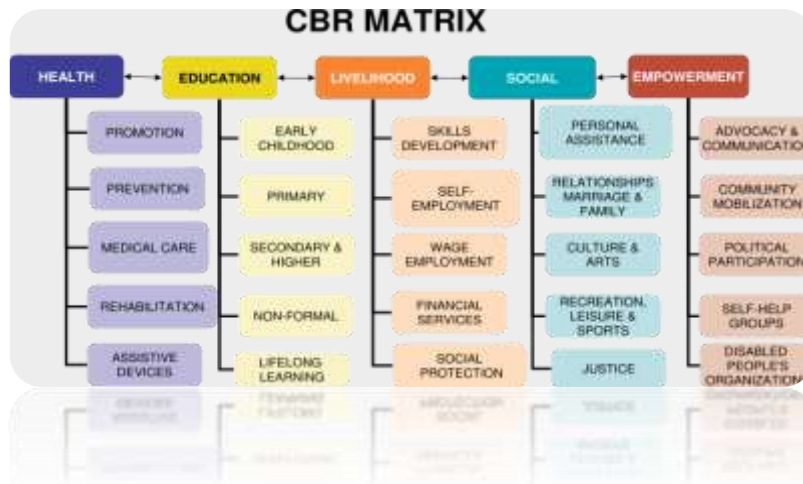 CBR MATRIX
HEALTH
EDUCATION
LIVELIHOOD
SOCIAL
EMPOWERMENT
PROMOTION
PREVENTION
MEDICAL CARE
REHABILITATION
ASSISTIVE
DEVICES
EARLY
CHILDHOOD
PRIMARY
SECONDARY &
HIGHER
NON-FORMAL
LIFELONG
LEARNING
SKILLS
DEVELOPMENT
SELF-
EMPLOYMENT
WAGE
EMPLOYMENT
FINANCIAL
SERVICES
SOCIAL
PROTECTION
PERSONAL
ASSISTANCE
RELATIONSHIPS
MARRIAGE &
FAMILY
CULTURE &
ARTS
RECREATION,
LEISURE &
SPORTS
JUSTICE
ADVOCACY &
COMMUNICATIO
COMMUNITY
MOBILIZATION
POLITICAL
PARTICIPATION
SELF-HELP
GROUPS
DISABLED
PEOPLE'S
ORGANIZATION